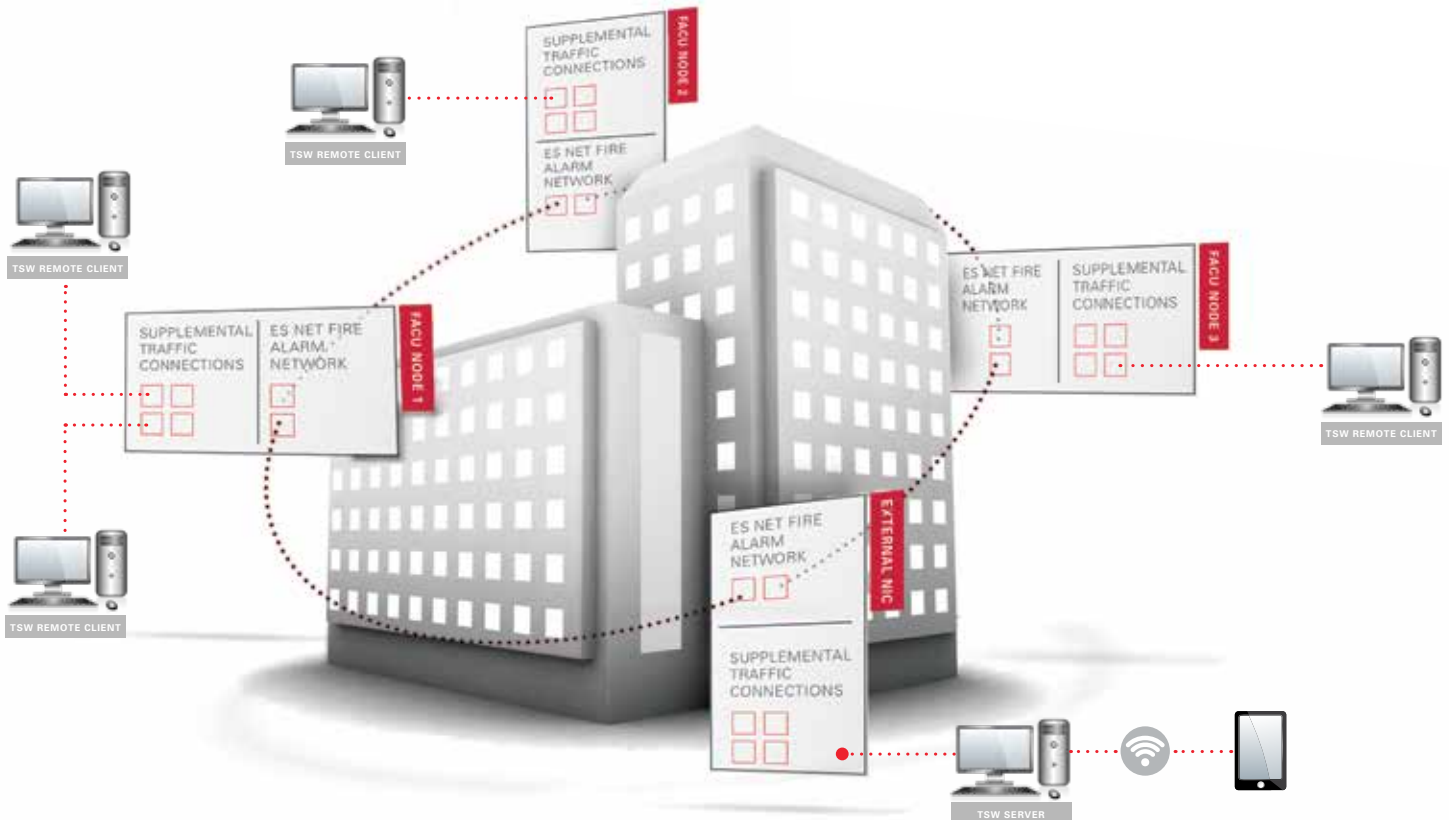 SUPPLEMENTAL
TRAFFIC
CONNECTIONS
ES NET FIRE
ALARM
NETWORK
FACU NODE 2
TSW REMOTE CLIENT
TSW REMOTE CLIENT
SUPPLEMENTAL
TRAFFIC
CONNECTIONS
ES NET FIRE
ALARM
NETWORK
FACU NODE 1
ES NET FIRE
ALARM
NETWORK
SUPPLEMENTAL
TRAFFIC
CONNECTIONS
FACU NODE 3
TSW REMOTE CLIENT
ES NET FIRE
ALARM
NETWORK
SUPPLEMENTAL
TRAFFIC
CONNECTIONS
EXTERNAL NIC
TSW REMOTE CLIENT
TSW SERVER